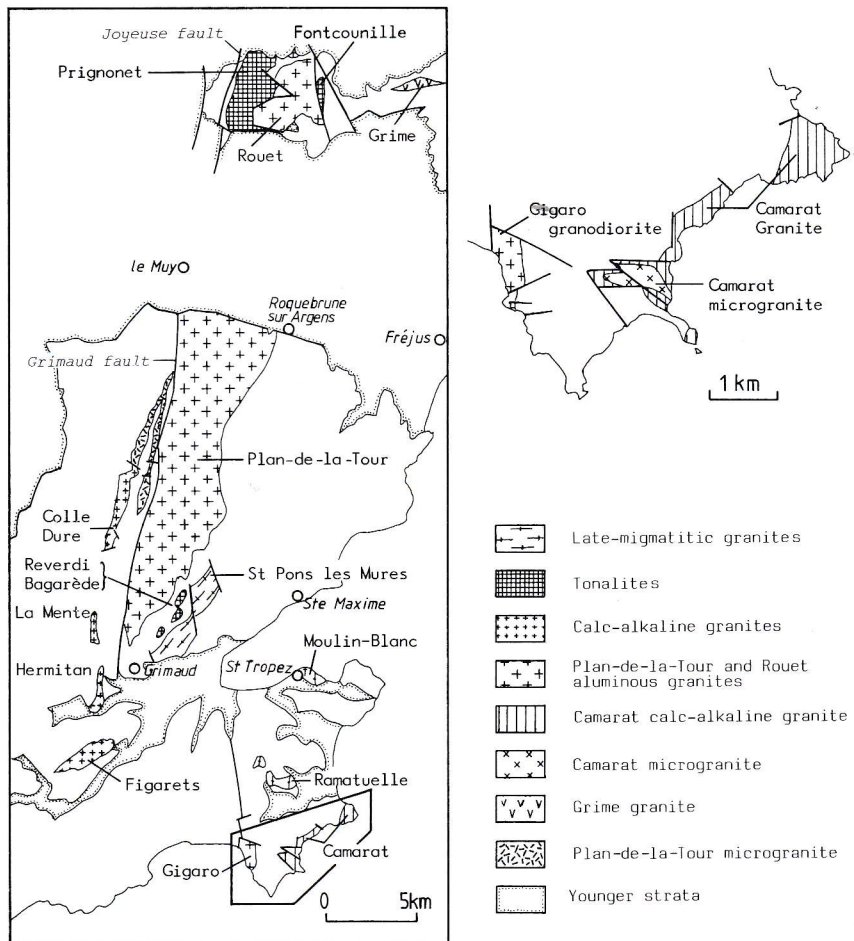 Joyeuse fault
Fontcounille
Prignonet
Rouet
Grime
le Muy
Roquebrune
sur Argens
Fréjus
Grimaud fault
Plan-de-la-Tour
Colle
Dure
Reverdi
Bagarède
St Pons les Mures
La Mente
Ste Maxime
Moulin-Blanc
Hermitan
Grimaud
St Tropez
Figarets
Ramatuelle
Gigaro
Camarat
0 5km
Gigaro
granodiorite
Camarat
Granite
Camarat
microgranite
1 km
Late-migmatitic granites
Tonalites
Calc-alkaline granites
Plan-de-la-Tour and Rouet
aluminous granites
Camarat calc-alkaline granite
Camarat microgranite
Grime granite
Plan-de-la-Tour microgranite
Younger strata